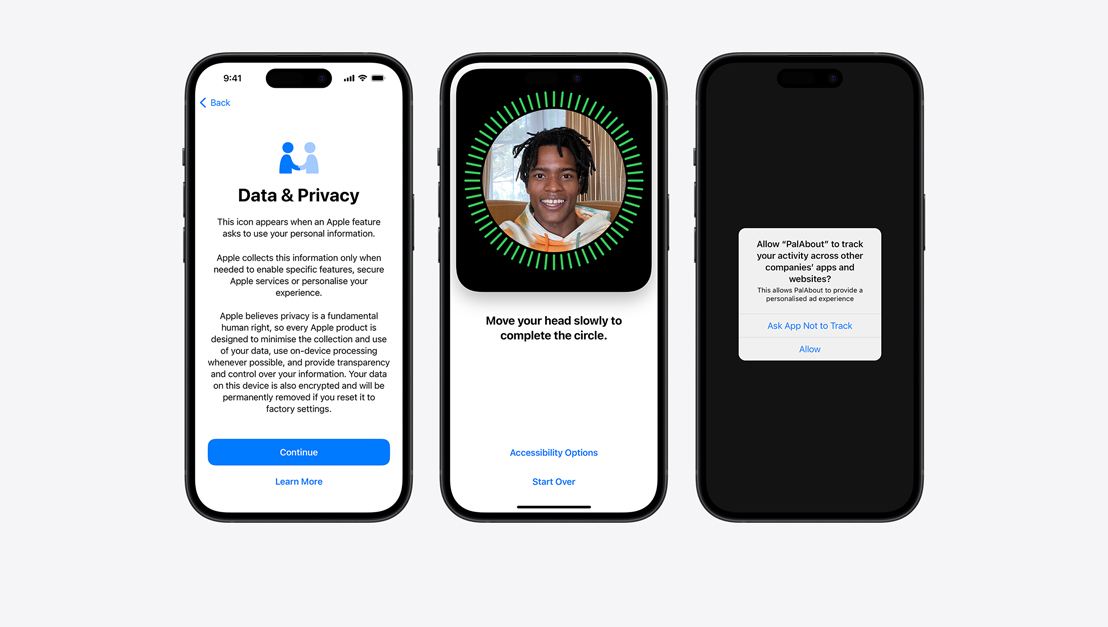 9:41
Back
Data & Privacy
This icon appears when an Apple feature
asks to use your personal information.
Apple collects this information only when
needed to enable specific features, secure
Apple services or personalise your
experience.
Apple believes privacy is a fundamental
human right, so every Apple product is
designed to minimise the collection and use
of your data, use on-device processing
whenever possible, and provide transparency
and control over your information. Your data
on this device is also encrypted and will be
permanently removed if you reset it to
factory settings.
Continue
Learn More
Move your head slowly to
complete the circle.
Accessibility Options
Start Over
Allow “PalAbout” to track
your activity across other
companies’ apps and
websites?
This allows PalAbout to provide a
personalised ad experience
Ask App Not to Track
Allow